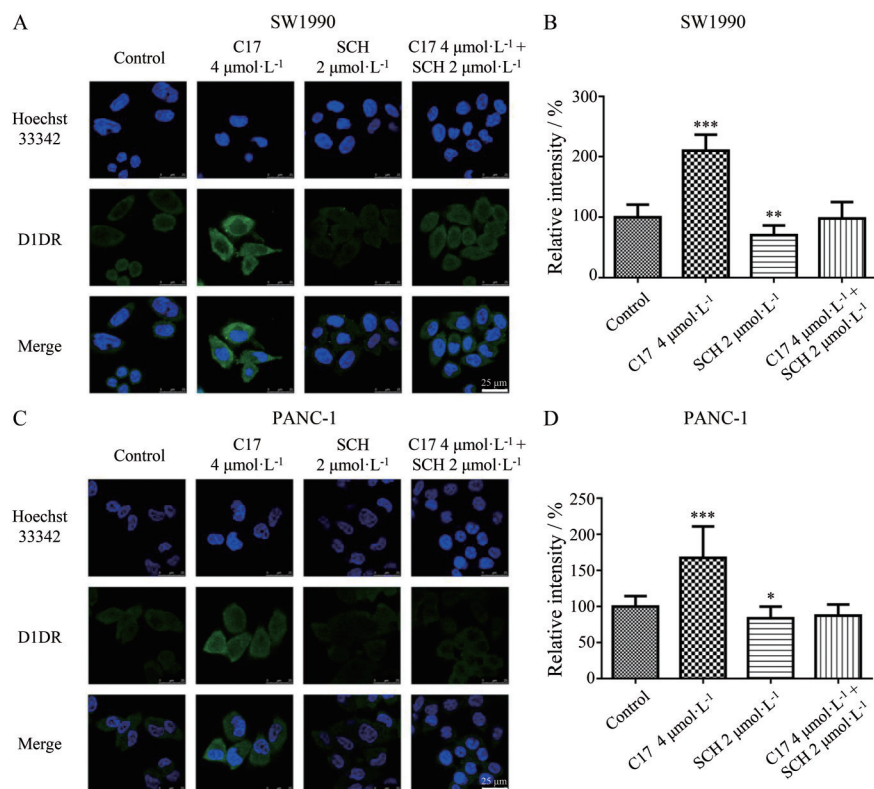 A
SW1990
Control
C17
4 μmol·L⁻¹
SCH
2 μmol·L⁻¹
C17 4 μmol·L⁻¹ +
SCH 2 μmol·L⁻¹
Hoechst
33342
D1DR
Merge
25 μm
B
SW1990
Relative intensity / %
300
200
100
0
***
**
Control
C17 4 μmol·L⁻¹
SCH 2 μmol·L⁻¹
C17 4 μmol·L⁻¹ +
SCH 2 μmol·L⁻¹
C
PANC-1
Control
C17
4 μmol·L⁻¹
SCH
2 μmol·L⁻¹
C17 4 μmol·L⁻¹ +
SCH 2 μmol·L⁻¹
Hoechst
33342
D1DR
Merge
25 μm
D
PANC-1
Relative intensity / %
250
200
150
100
50
0
***
*
Control
C17 4 μmol·L⁻¹
SCH 2 μmol·L⁻¹
C17 4 μmol·L⁻¹ +
SCH 2 μmol·L⁻¹